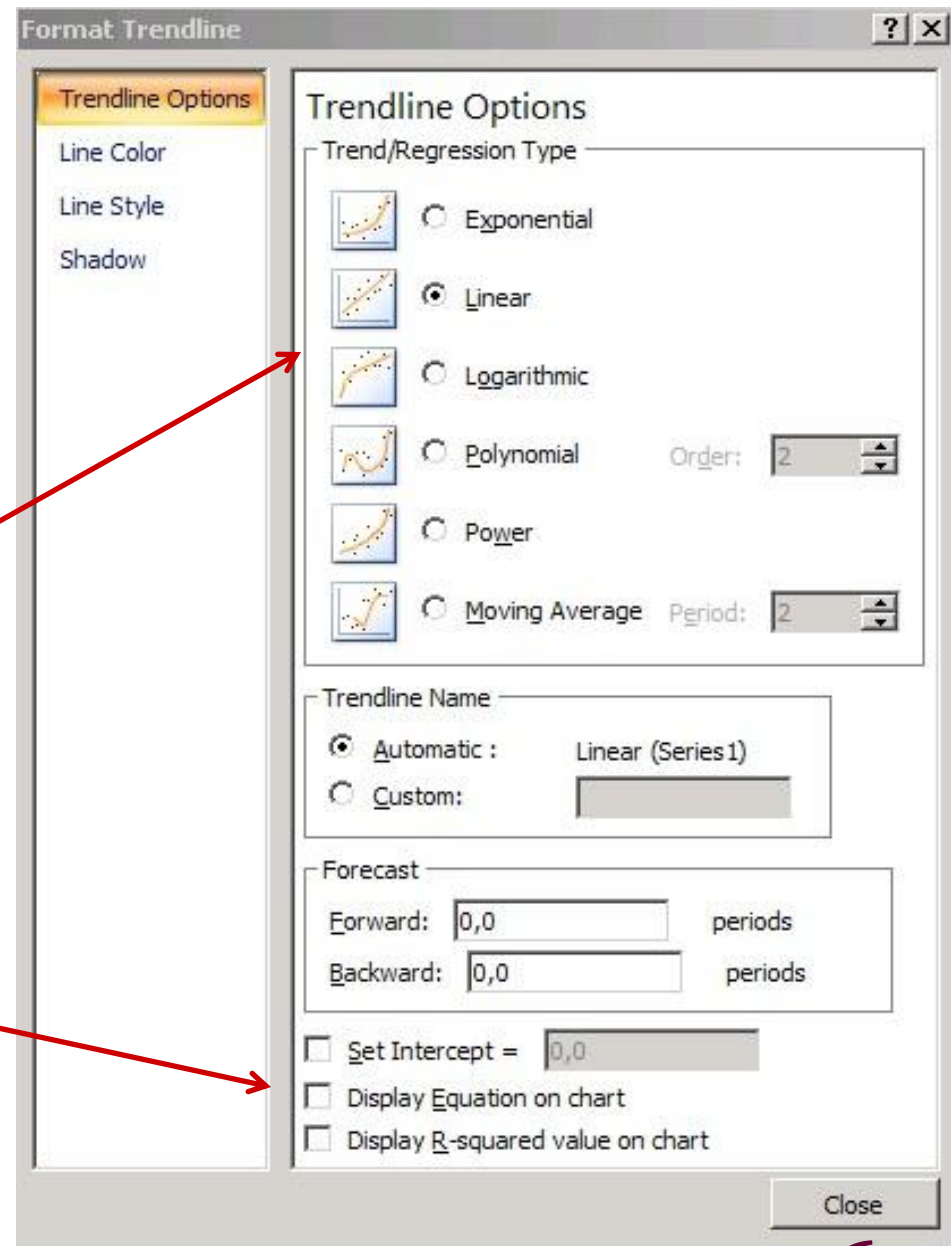 Format Trendline
Trendline Options
Line Color
Line Style
Shadow
Trendline Options
Trend/Regression Type
Exponential
Linear
Logarithmic
Polynomial Order: 2
Power
Moving Average Period: 2
Trendline Name
Automatic : Linear (Series1)
Custom:
Forecast
Forward: 0,0 periods
Backward: 0,0 periods
Set Intercept = 0,0
Display Equation on chart
Display R-squared value on chart
Close